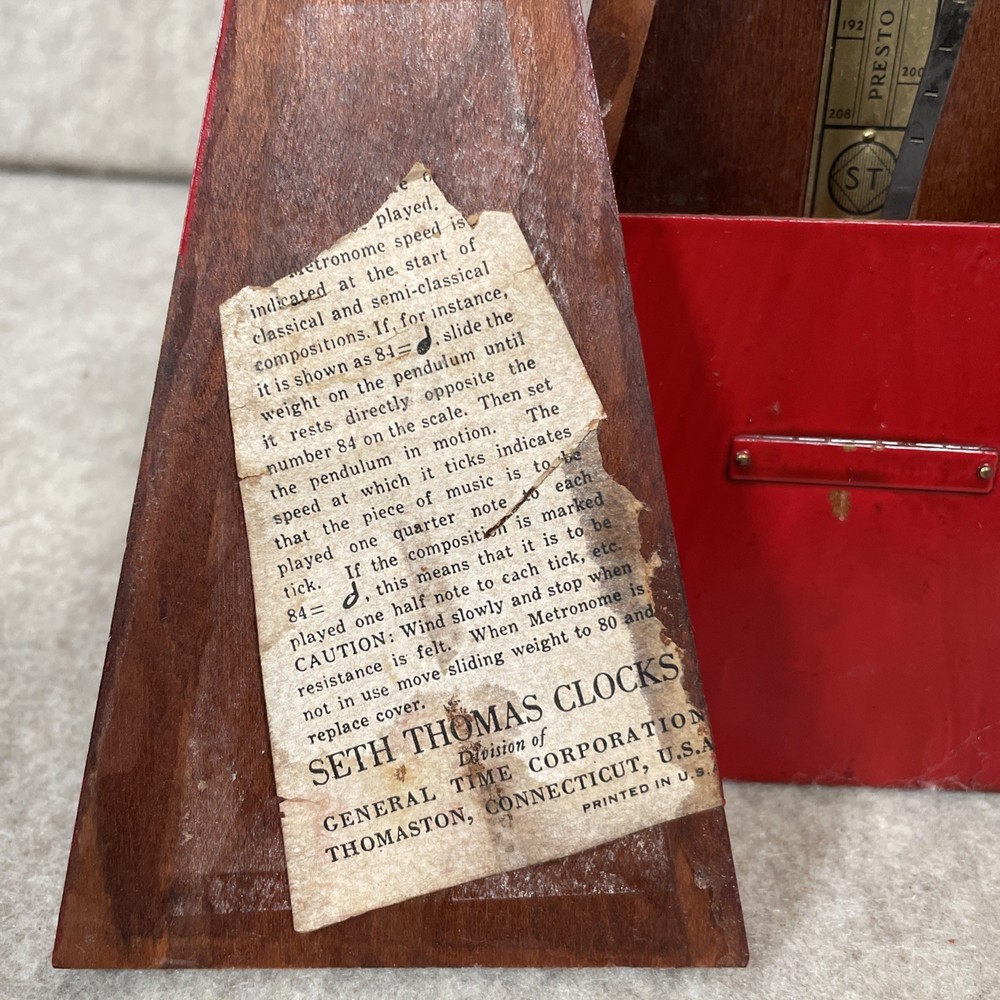 played.
Metronome speed is
indicated at the start of
classical and semi-classical
compositions. If, for instance,
it is shown as 84=♩, slide the
weight on the pendulum until
it rests directly opposite the
number 84 on the scale. Then set
the pendulum in motion. The
speed at which it ticks indicates
that the piece of music is to be
played one quarter note to each
tick. If the composition is marked
84= 𝅗𝅥, this means that it is to be
played one half note to each tick, etc.
CAUTION: Wind slowly and stop when
resistance is felt. When Metronome is
not in use move sliding weight to 80 and
replace cover.
SETH THOMAS CLOCKS
Division of
GENERAL TIME CORPORATION
THOMASTON, CONNECTICUT, U.S.A
PRINTED IN U.S.
192
PRESTO
200
208
ST